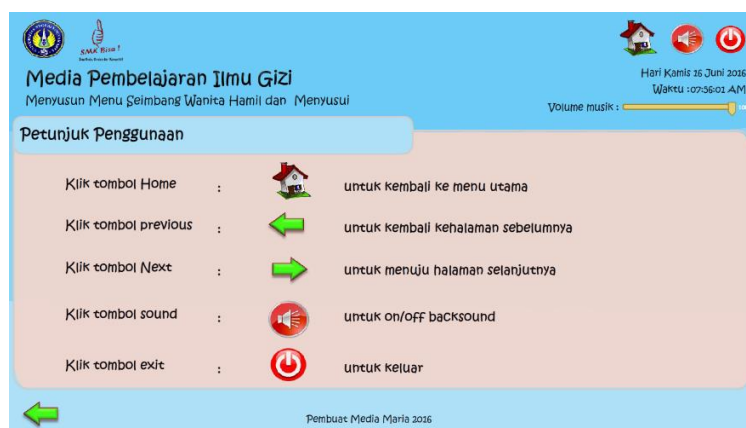 SMK Bisa !
Media Pembelajaran Ilmu Gizi
Menyusun Menu Seimbang Wanita Hamil dan Menyusui
Hari Kamis 16 Juni 2016
Waktu :07:56:01 AM
Volume musik :
Petunjuk Penggunaan
Klik tombol Home : untuk kembali ke menu utama
Klik tombol previous : untuk kembali kehalaman sebelumnya
Klik tombol Next : untuk menuju halaman selanjutnya
Klik tombol sound : untuk on/off backsound
Klik tombol exit : untuk keluar
Pembuat Media Maria 2016